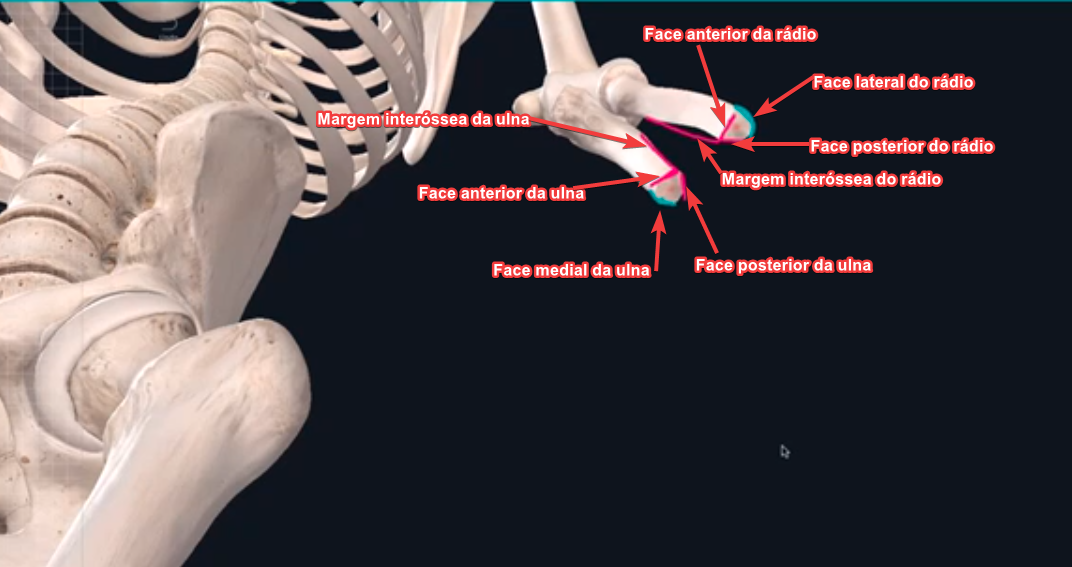 Face anterior da rádio
Face lateral do rádio
Margem interóssea da ulna
Face posterior do rádio
Margem interóssea do rádio
Face anterior da ulna
Face medial da ulna
Face posterior da ulna